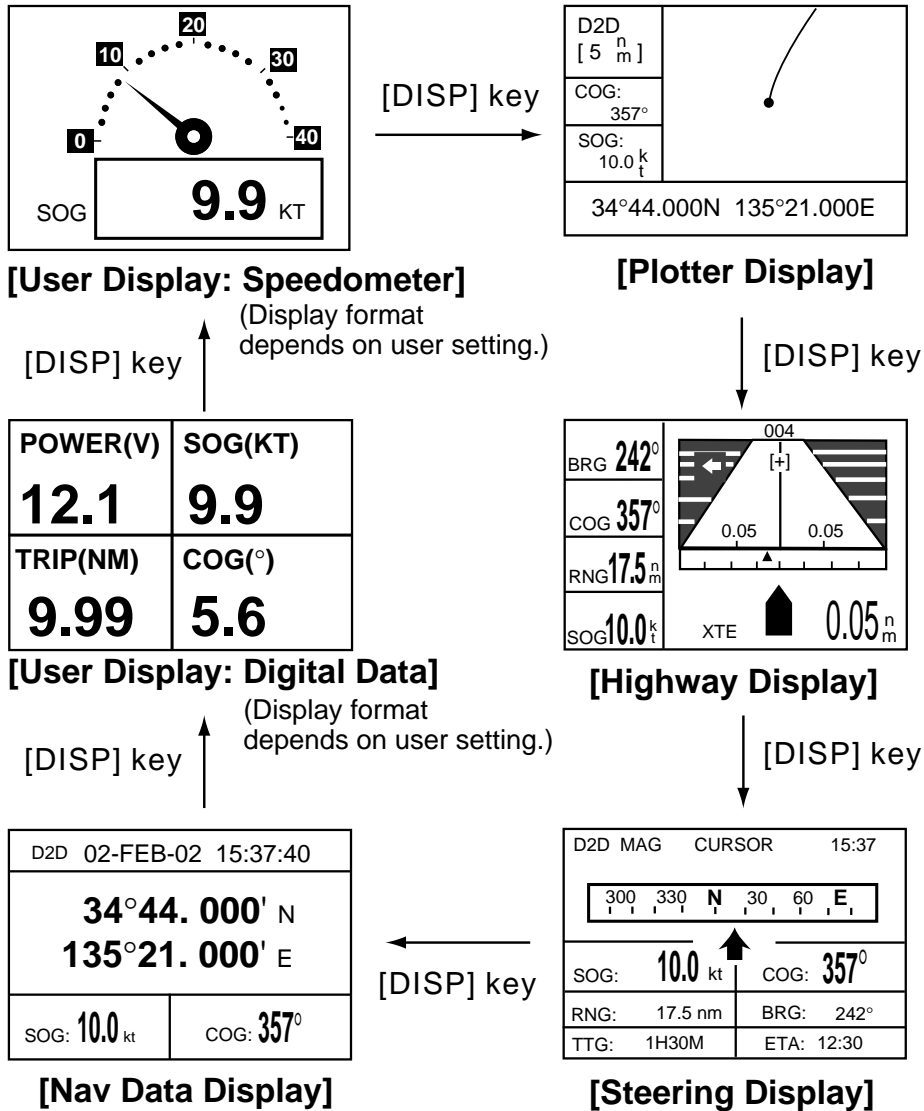 20
10
30
0
40
SOG 9.9 KT
[User Display: Speedometer]
(Display format
depends on user setting.)
[DISP] key
D2D
[ 5 nm ]
COG:
357°
SOG:
10.0 kt
34°44.000N 135°21.000E
[Plotter Display]
[DISP] key
[DISP] key
POWER(V) SOG(KT)
12.1 9.9
TRIP(NM) COG(°)
9.99 5.6
[User Display: Digital Data]
(Display format
depends on user setting.)
004
BRG 242°
[+]
COG 357°
0.05 0.05
RNG 17.5 nm
SOG 10.0 kt
XTE 0.05 nm
[Highway Display]
[DISP] key
[DISP] key
D2D 02-FEB-02 15:37:40
34°44. 000' N
135°21. 000' E
SOG: 10.0 kt COG: 357°
[Nav Data Display]
[DISP] key
D2D MAG CURSOR 15:37
300 330 N 30 60 E
SOG: 10.0 kt COG: 357°
RNG: 17.5 nm BRG: 242°
TTG: 1H30M ETA: 12:30
[Steering Display]